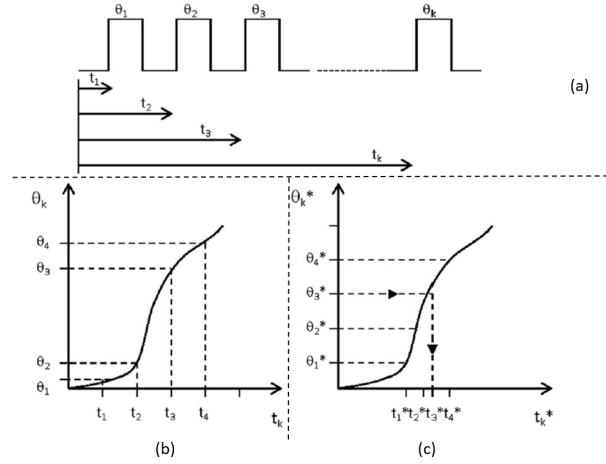 θ₁ θ₂ θ₃ θₖ
t₁
t₂
t₃
tₖ
(a)
θₖ
θ₄
θ₃
θ₂
θ₁
t₁ t₂ t₃ t₄ tₖ
(b)
θₖ*
θ₄*
θ₃*
θ₂*
θ₁*
t₁* t₂* t₃* t₄* tₖ*
(c)